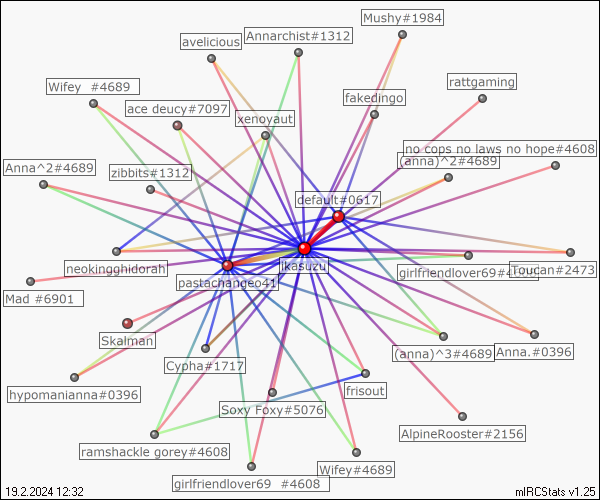 Mushy#1984
Annarchist#1312
avelicious
rattgaming
Wifey #4689
fakedingo
ace deucy#7097
xenoyaut
no cops no laws no hope#4608
(anna)^2#4689
Anna^2#4689
zibbits#1312
default#0617
neokingghidorah
jkasuzu
girlfriendlover69#4
Toucan#2473
pastachangeo41
Mad #6901
Skalman
(anna)^3#4689
Anna.#0396
Cypha#1717
hypomanianna#0396
frisout
Soxy Foxy#5076
AlpineRooster#2156
ramshackle gorey#4608
Wifey#4689
girlfriendlover69 #4608
19.2.2024 12:32
mIRCStats v1.25